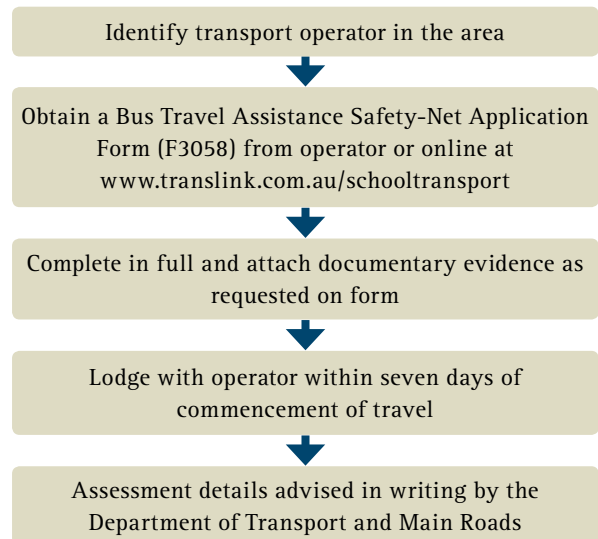 Identify transport operator in the area
Obtain a Bus Travel Assistance Safety-Net Application
Form (F3058) from operator or online at
www.translink.com.au/schooltransport
Complete in full and attach documentary evidence as
requested on form
Lodge with operator within seven days of
commencement of travel
Assessment details advised in writing by the
Department of Transport and Main Roads